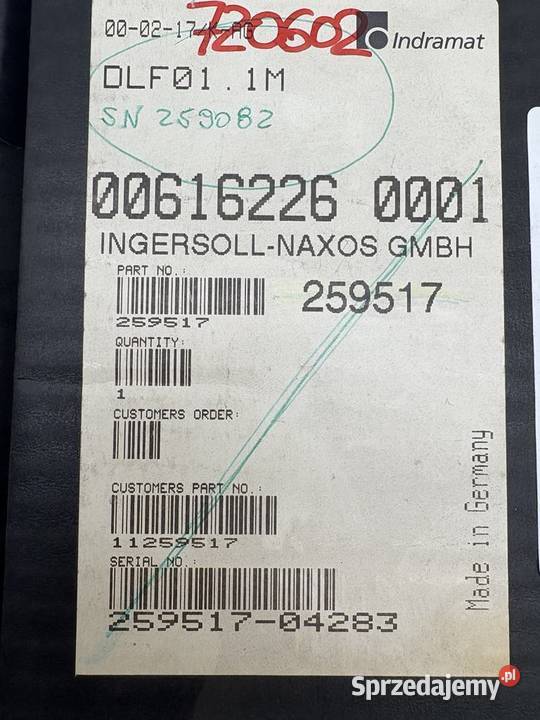 00-02-17/K-AG
720602
Indramat
DLF01.1M
SN 259082
00616226 0001
INGERSOLL-NAXOS GMBH
PART NO.:
259517
259517
QUANTITY:
1
CUSTOMERS ORDER:
CUSTOMERS PART NO.:
11259517
SERIAL NO.:
259517-04283
Made in Germany
Sprzedajemy.pl